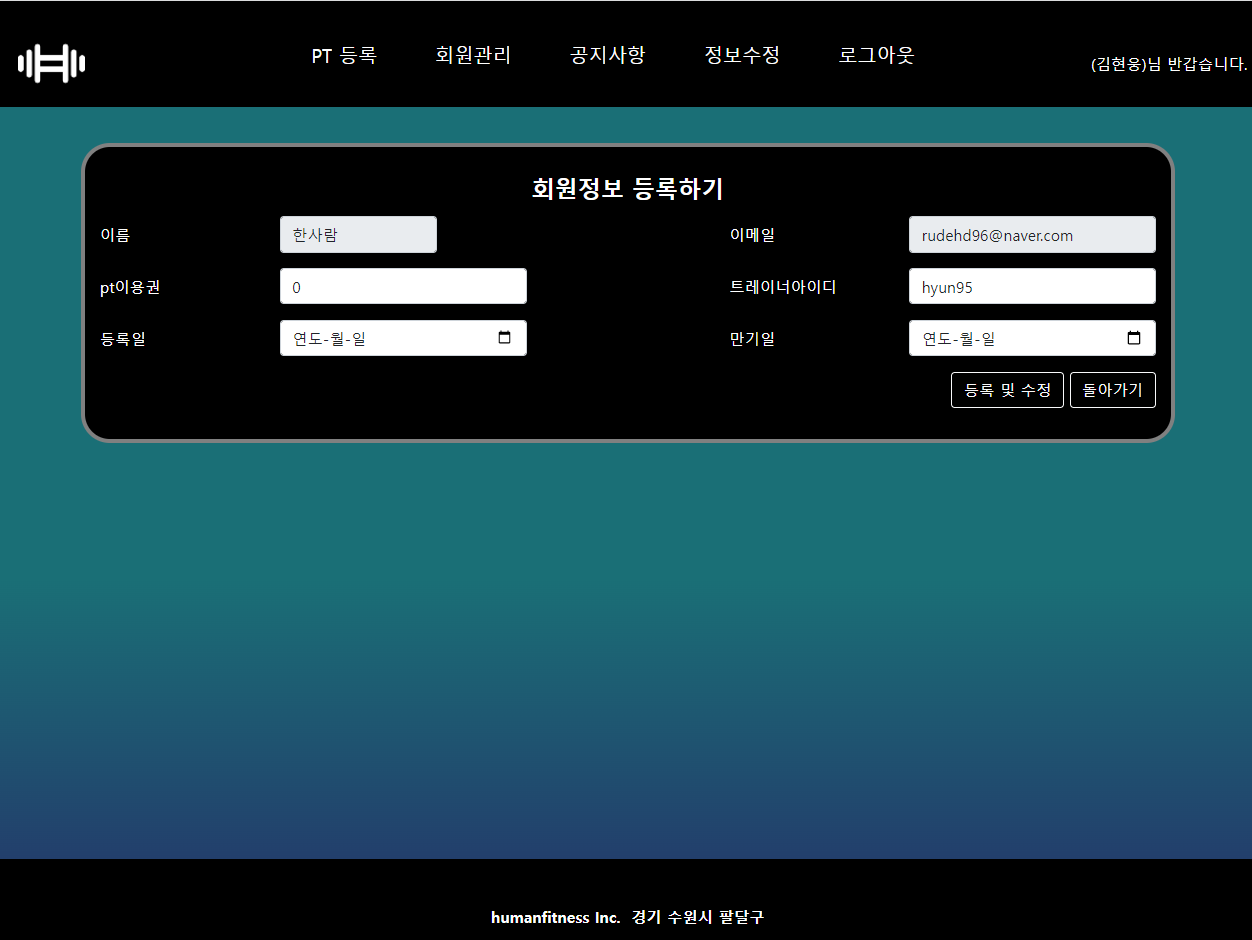 PT 등록 회원관리 공지사항 정보수정 로그아웃 (김현웅)님 반갑습니다.
회원정보 등록하기
이름 한사람 이메일 rudehd96@naver.com
pt이용권 0 트레이너아이디 hyun95
등록일 연도-월-일 만기일 연도-월-일
등록 및 수정 돌아가기
humanfitness Inc. 경기 수원시 팔달구